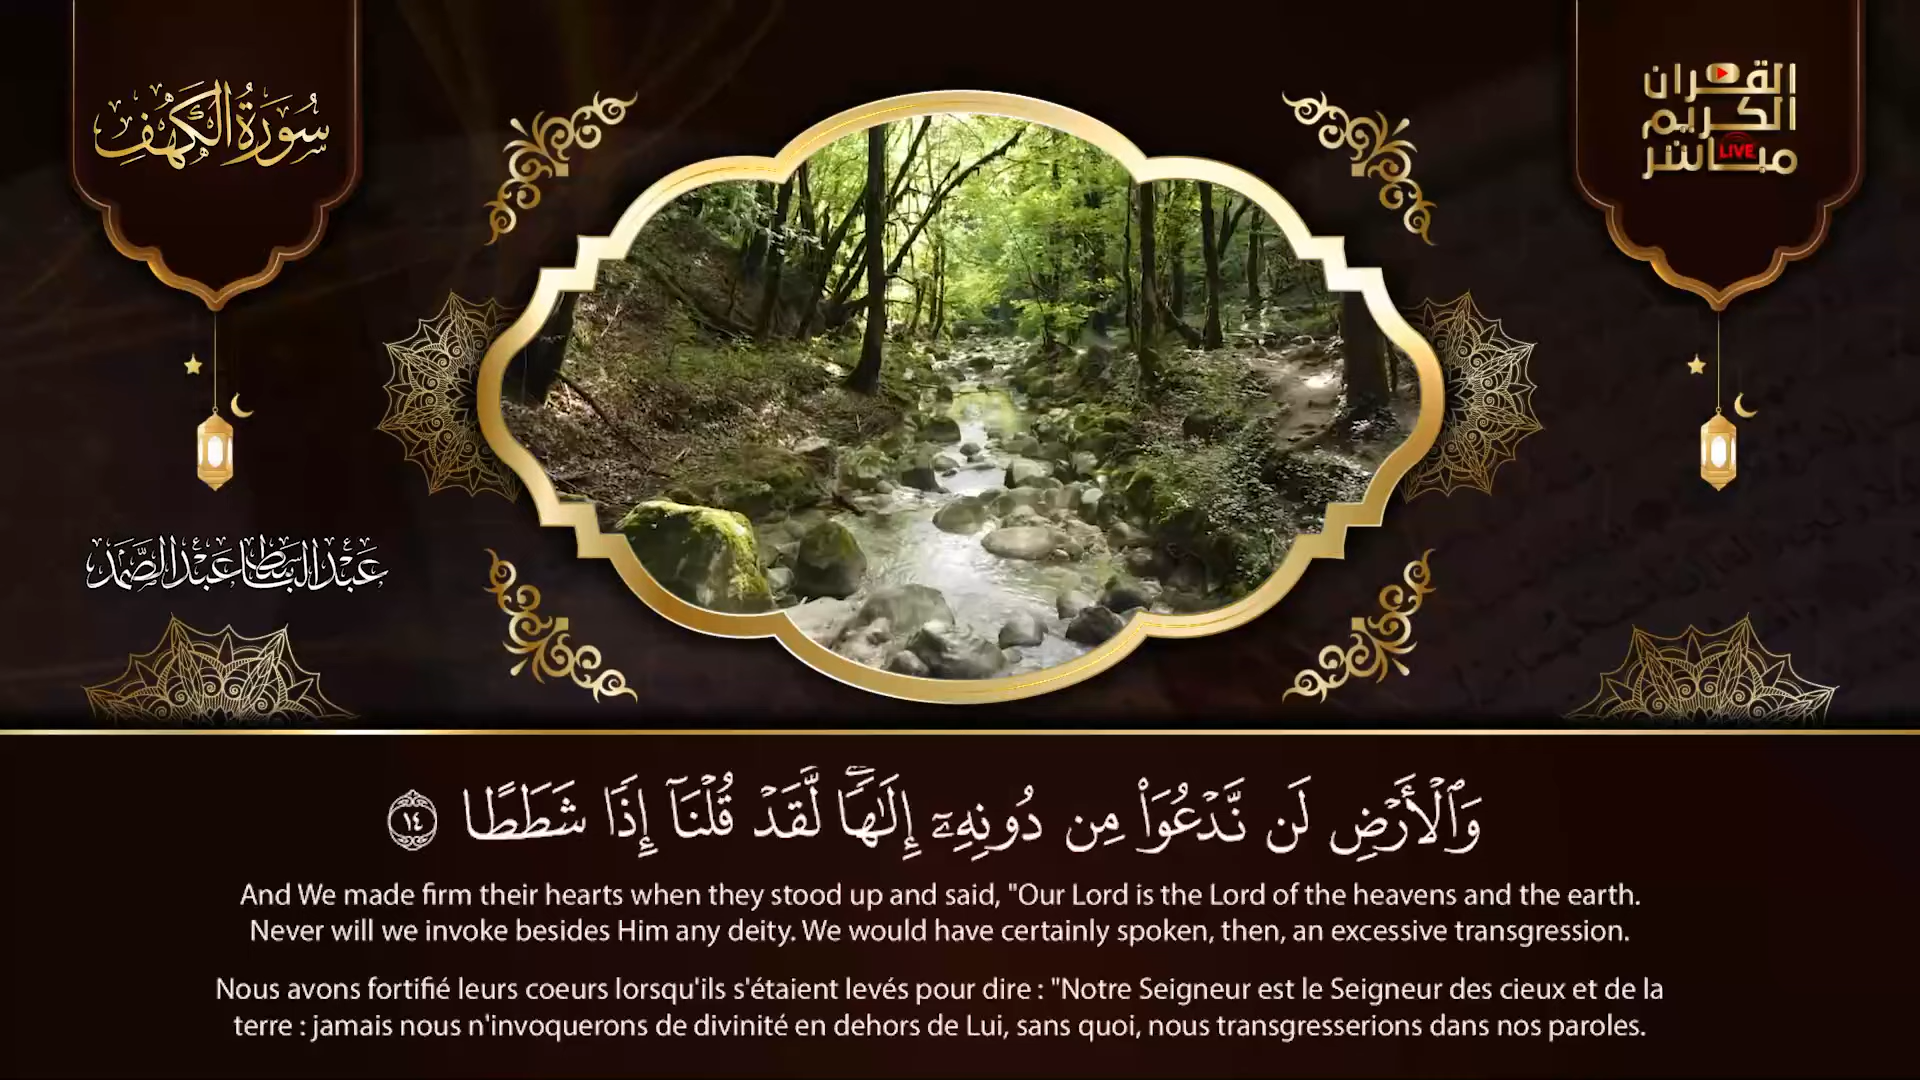 سُورَةُ الكَهْفِ
القرآن
الكريم
مباشر
LIVE
عَبْدُ البَاسِط عَبْدُ الصَّمَد
وَٱلْأَرْضِ لَن نَّدْعُوَا۟ مِن دُونِهِۦٓ إِلَـٰهًۭا ۖ لَّقَدْ قُلْنَآ إِذًۭا شَطَطًا ١٤
And We made firm their hearts when they stood up and said, "Our Lord is the Lord of the heavens and the earth.
Never will we invoke besides Him any deity. We would have certainly spoken, then, an excessive transgression.
Nous avons fortifié leurs coeurs lorsqu'ils s'étaient levés pour dire : "Notre Seigneur est le Seigneur des cieux et de la
terre : jamais nous n'invoquerons de divinité en dehors de Lui, sans quoi, nous transgresserions dans nos paroles.